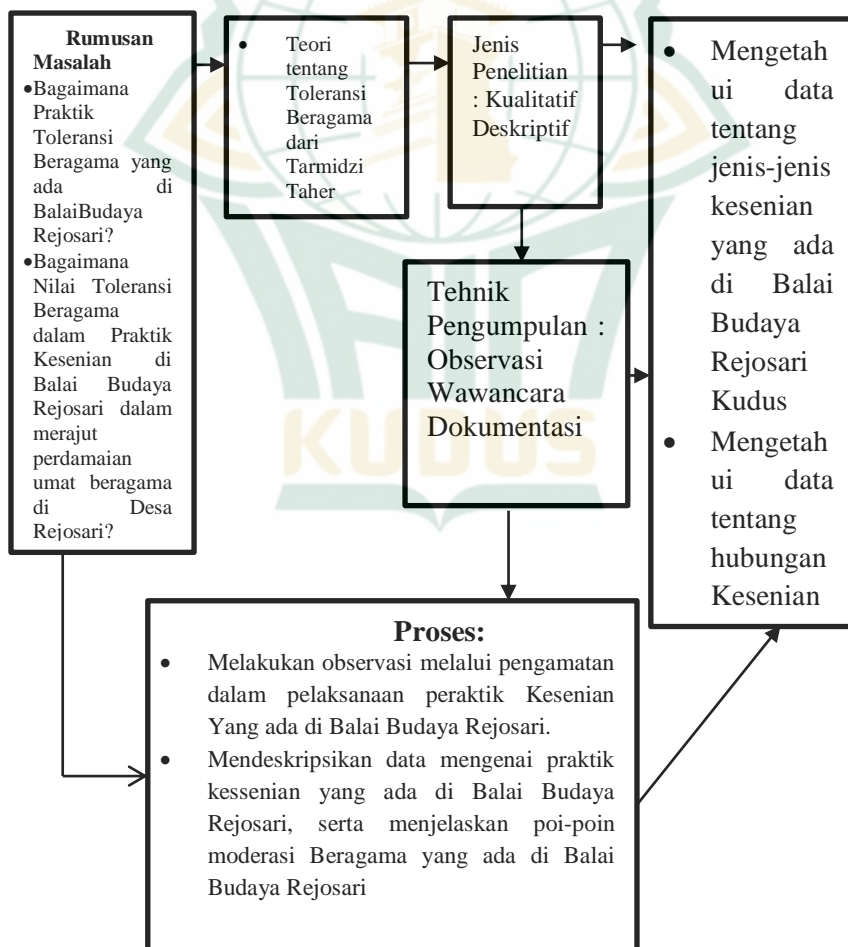 Rumusan
Masalah
•Bagaimana
Praktik
Toleransi
Beragama yang
ada di
BalaiBudaya
Rejosari?
•Bagaimana
Nilai Toleransi
Beragama
dalam Praktik
Kesenian di
Balai Budaya
Rejosari dalam
merajut
perdamaian
umat beragama
di Desa
Rejosari?
• Teori
tentang
Toleransi
Beragama
dari
Tarmidzi
Taher
Jenis
Penelitian
: Kualitatif
Deskriptif
Tehnik
Pengumpulan :
Observasi
Wawancara
Dokumentasi
• Mengetah
ui data
tentang
jenis-jenis
kesenian
yang ada
di Balai
Budaya
Rejosari
Kudus
• Mengetah
ui data
tentang
hubungan
Kesenian
Proses:
• Melakukan observasi melalui pengamatan
dalam pelaksanaan peraktik Kesenian
Yang ada di Balai Budaya Rejosari.
• Mendeskripsikan data mengenai praktik
kessenian yang ada di Balai Budaya
Rejosari, serta menjelaskan poi-poin
moderasi Beragama yang ada di Balai
Budaya Rejosari
KUDUS